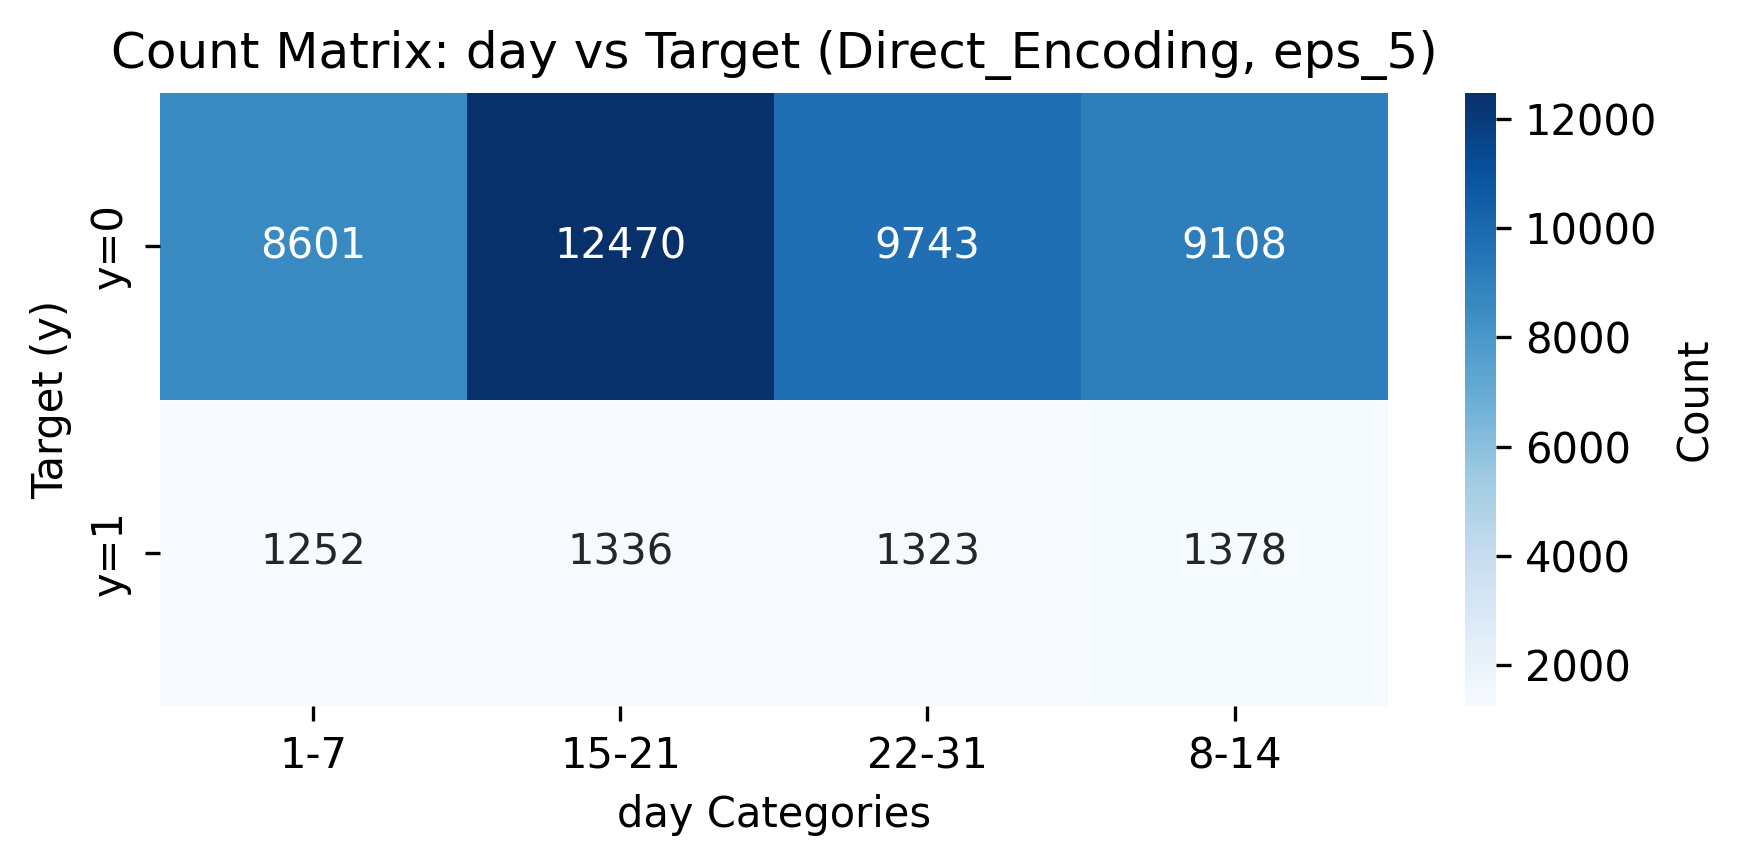 Count Matrix: day vs Target (Direct_Encoding, eps_5)
Target (y)
y=0
8601 12470 9743 9108
y=1
1252 1336 1323 1378
1-7 15-21 22-31 8-14
day Categories
12000
10000
8000
6000
4000
2000
Count